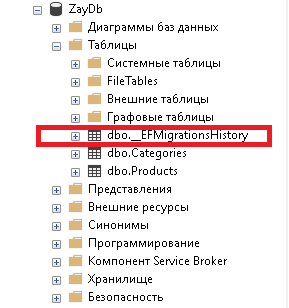 ZayDb
Диаграммы баз данных
Таблицы
Системные таблицы
FileTables
Внешние таблицы
Графовые таблицы
dbo.__EFMigrationsHistory
dbo.Categories
dbo.Products
Представления
Внешние ресурсы
Синонимы
Программирование
Компонент Service Broker
Хранилище
Безопасность